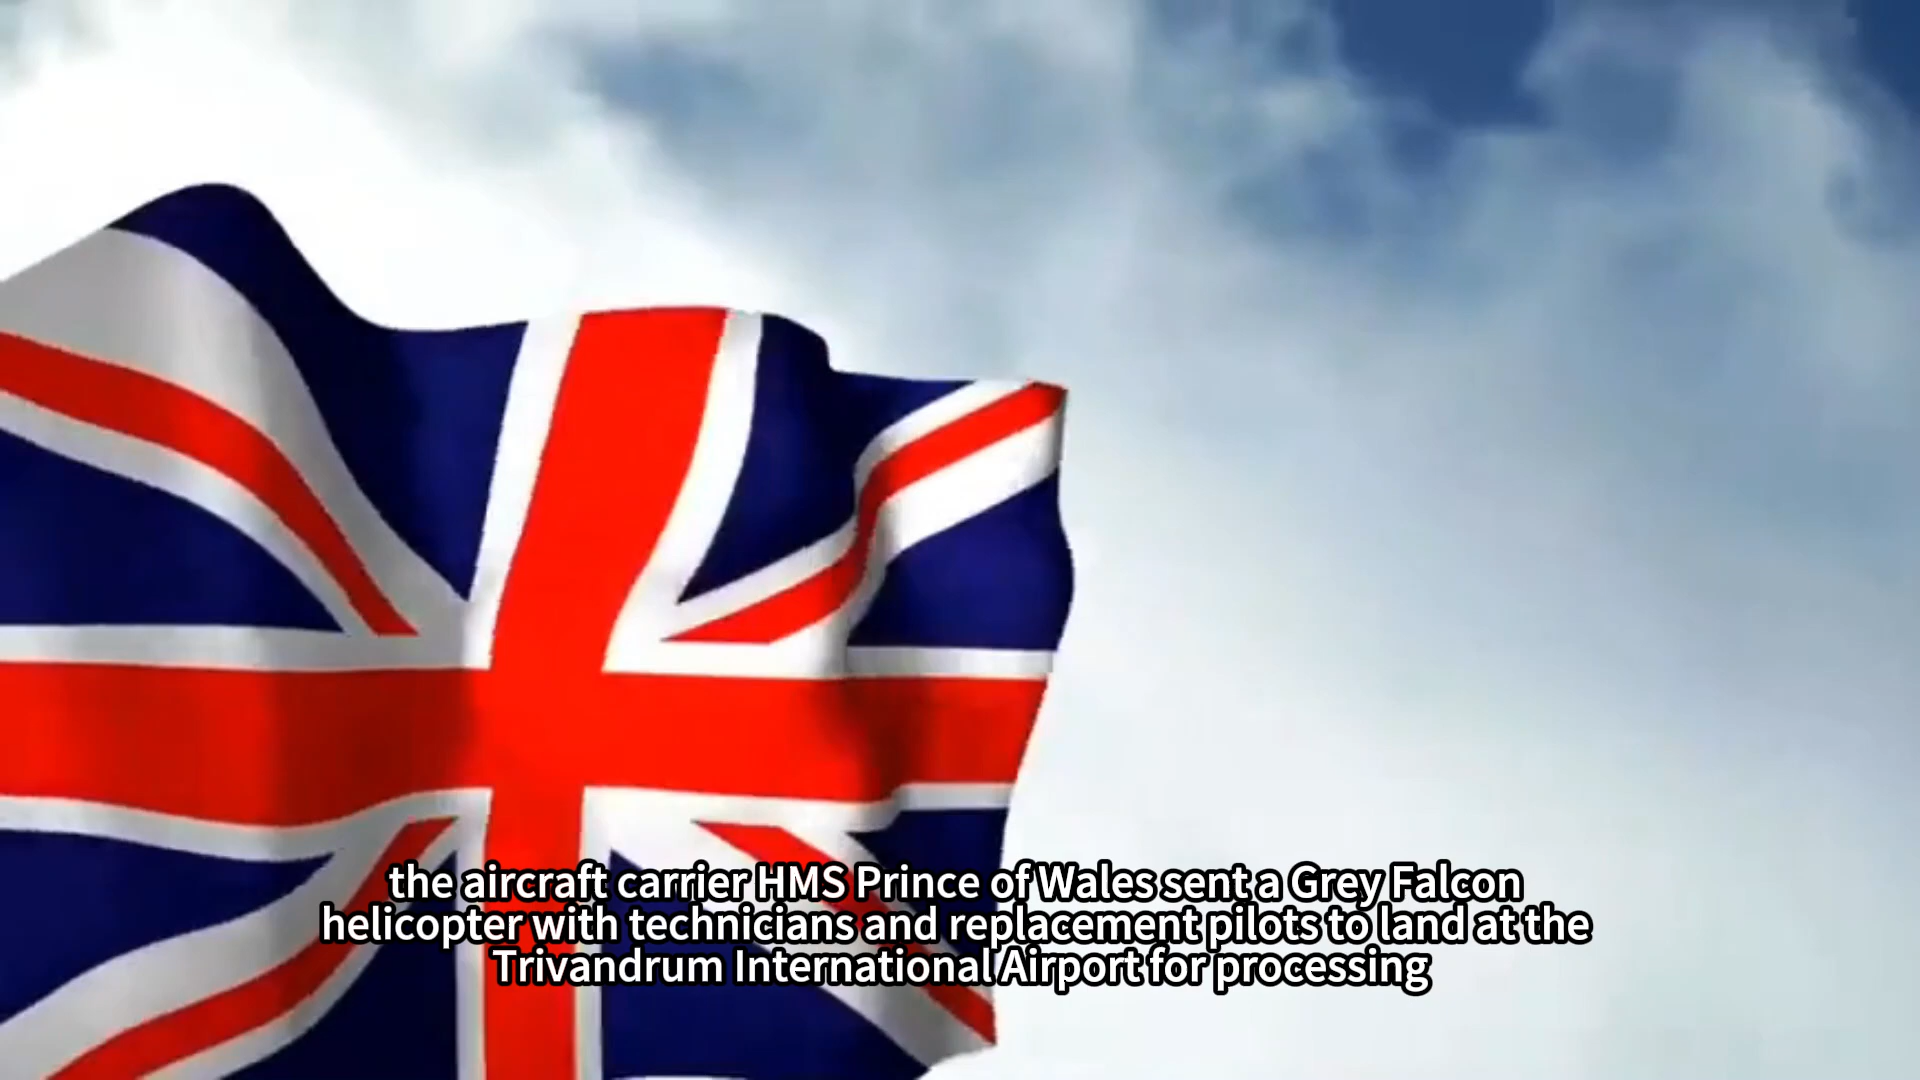 the aircraft carrier HMS Prince of Wales sent a Grey Falcon
helicopter with technicians and replacement pilots to land at the
Trivandrum International Airport for processing